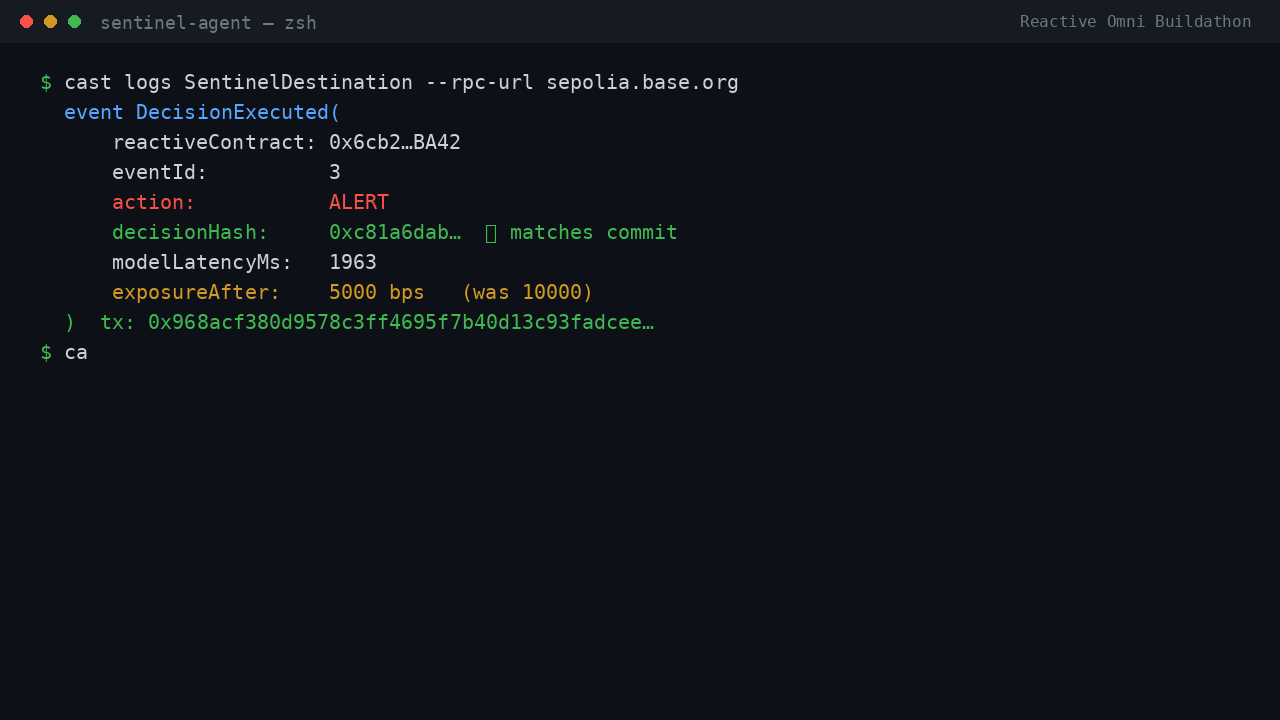 sentinel-agent — zsh
Reactive Omni Buildathon
$ cast logs SentinelDestination --rpc-url sepolia.base.org
event DecisionExecuted(
reactiveContract: 0x6cb2…BA42
eventId: 3
action: ALERT
decisionHash: 0xc81a6dab… ▯ matches commit
modelLatencyMs: 1963
exposureAfter: 5000 bps (was 10000)
) tx: 0x968acf380d9578c3ff4695f7b40d13c93fadcee…
$ ca